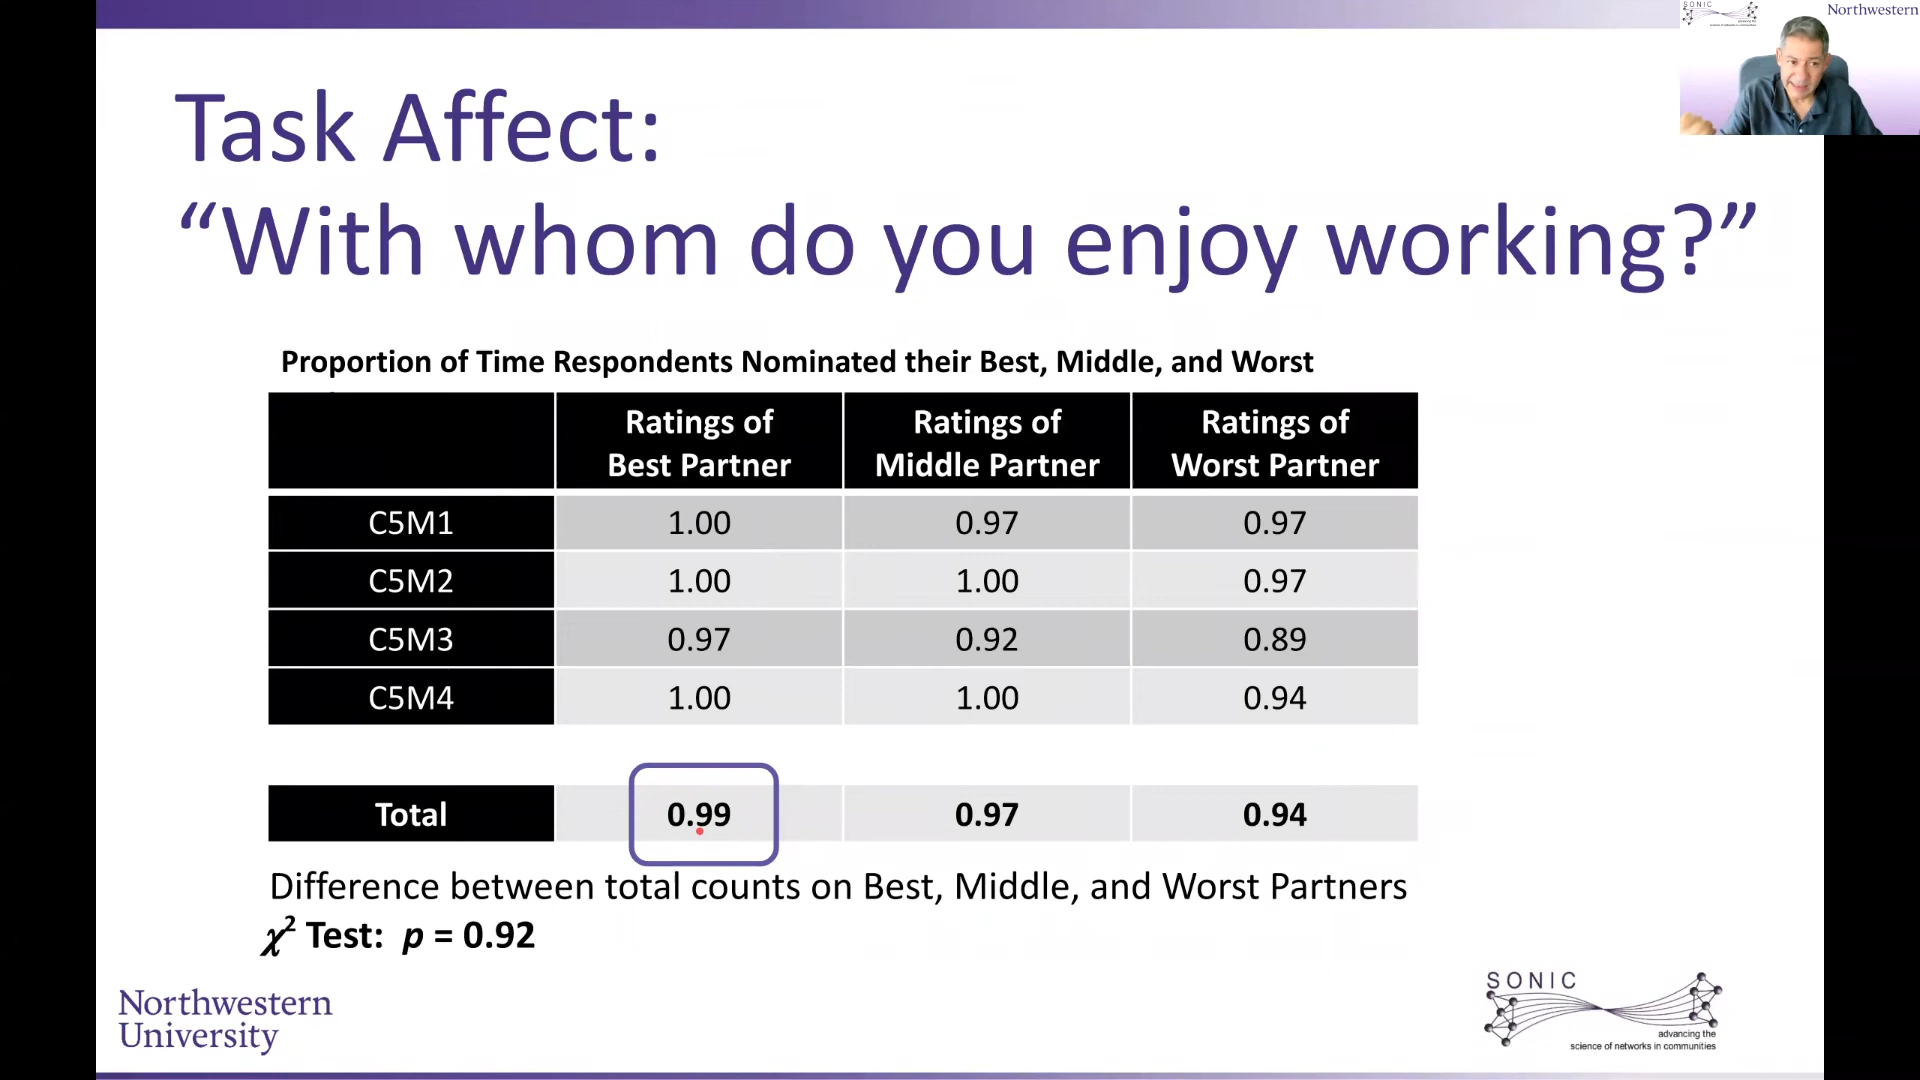 SONIC
Northwestern
Task Affect:
“With whom do you enjoy working?”
Proportion of Time Respondents Nominated their Best, Middle, and Worst
Ratings of Best Partner
Ratings of Middle Partner
Ratings of Worst Partner
C5M1 1.00 0.97 0.97
C5M2 1.00 1.00 0.97
C5M3 0.97 0.92 0.89
C5M4 1.00 1.00 0.94
Total 0.99 0.97 0.94
Difference between total counts on Best, Middle, and Worst Partners
χ² Test: p = 0.92
Northwestern
University
SONIC
advancing the
science of networks in communities